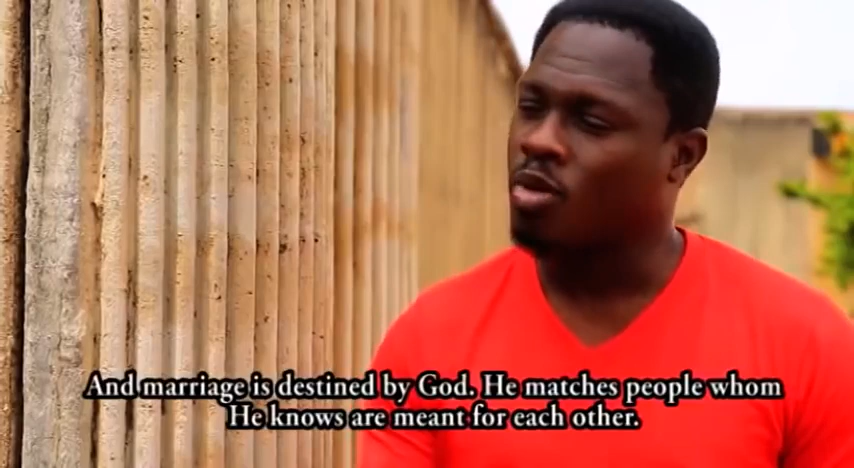 And marriage is destined by God. He matches people whom
He knows are meant for each other.